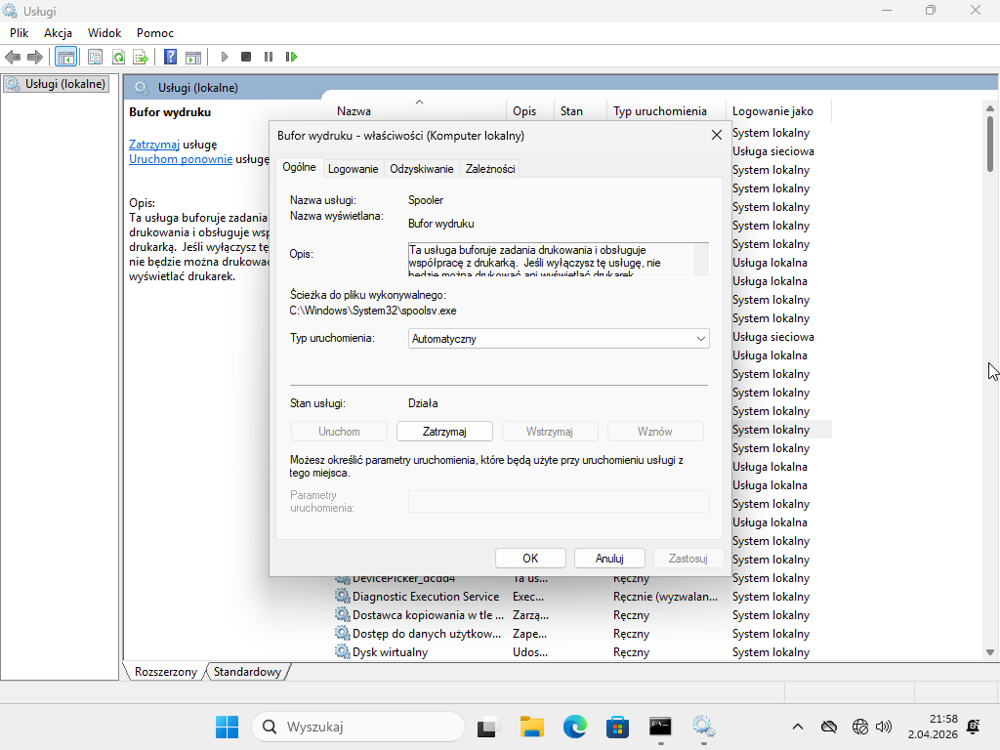 Usługi
Plik Akcja Widok Pomoc
Usługi (lokalne)
Usługi (lokalne)
Bufor wydruku
Zatrzymaj usługę
Uruchom ponownie usługę
Opis:
Ta usługa buforuje zadania
drukowania i obsługuje
drukarką. Jeśli wyłączysz tę
nie będzie można
wyświetlać drukarek.
Nazwa Opis Stan Typ uruchomienia Logowanie jako
System lokalny
Usługa sieciowa
System lokalny
System lokalny
System lokalny
System lokalny
System lokalny
Usługa lokalna
Usługa lokalna
System lokalny
System lokalny
Usługa sieciowa
Usługa lokalna
System lokalny
System lokalny
System lokalny
System lokalny
System lokalny
Usługa lokalna
Usługa lokalna
System lokalny
Usługa lokalna
System lokalny
System lokalny
DevicePicker_dcdd4 Ta us... Ręczny System lokalny
Diagnostic Execution Service Exec... Ręcznie (wyzwalan... System lokalny
Dostawca kopiowania w tle ... Zarzą... Ręczny System lokalny
Dostęp do danych użytkow... Zape... Ręczny System lokalny
Dysk wirtualny Udos... Ręczny System lokalny
Bufor wydruku - właściwości (Komputer lokalny)
Ogólne Logowanie Odzyskiwanie Zależności
Nazwa usługi: Spooler
Nazwa wyświetlana: Bufor wydruku
Opis: Ta usługa buforuje zadania drukowania i obsługuje
współpracę z drukarką. Jeśli wyłączysz tę usługę, nie
będzie można drukować ani wyświetlać drukarek.
Ścieżka do pliku wykonywalnego:
C:\Windows\System32\spoolsv.exe
Typ uruchomienia: Automatyczny
Stan usługi: Działa
Uruchom Zatrzymaj Wstrzymaj Wznów
Możesz określić parametry uruchomienia, które będą użyte przy uruchomieniu usługi z
tego miejsca.
Parametry
uruchomienia:
OK Anuluj Zastosuj
Rozszerzony Standardowy
Wyszukaj
21:58
2.04.2026